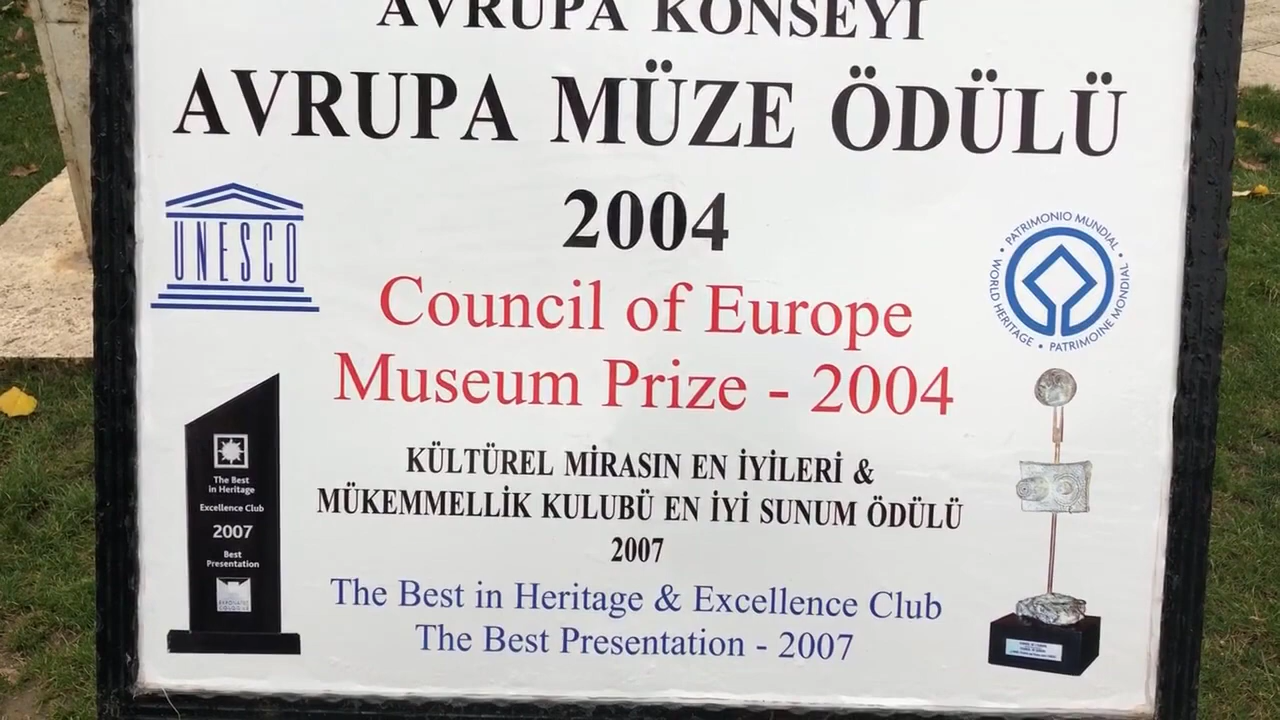 AVRUPA KONSEYİ
AVRUPA MÜZE ÖDÜLÜ
2004
UNESCO
PATRIMONIO MUNDIAL • WORLD HERITAGE • PATRIMOINE MONDIAL •
Council of Europe
Museum Prize - 2004
KÜLTÜREL MİRASIN EN İYİLERİ &
MÜKEMMELLİK KULUBÜ EN İYİ SUNUM ÖDÜLÜ
2007
The Best in Heritage & Excellence Club
The Best Presentation - 2007
The Best
in Heritage
Excellence Club
2007
Best
Presentation